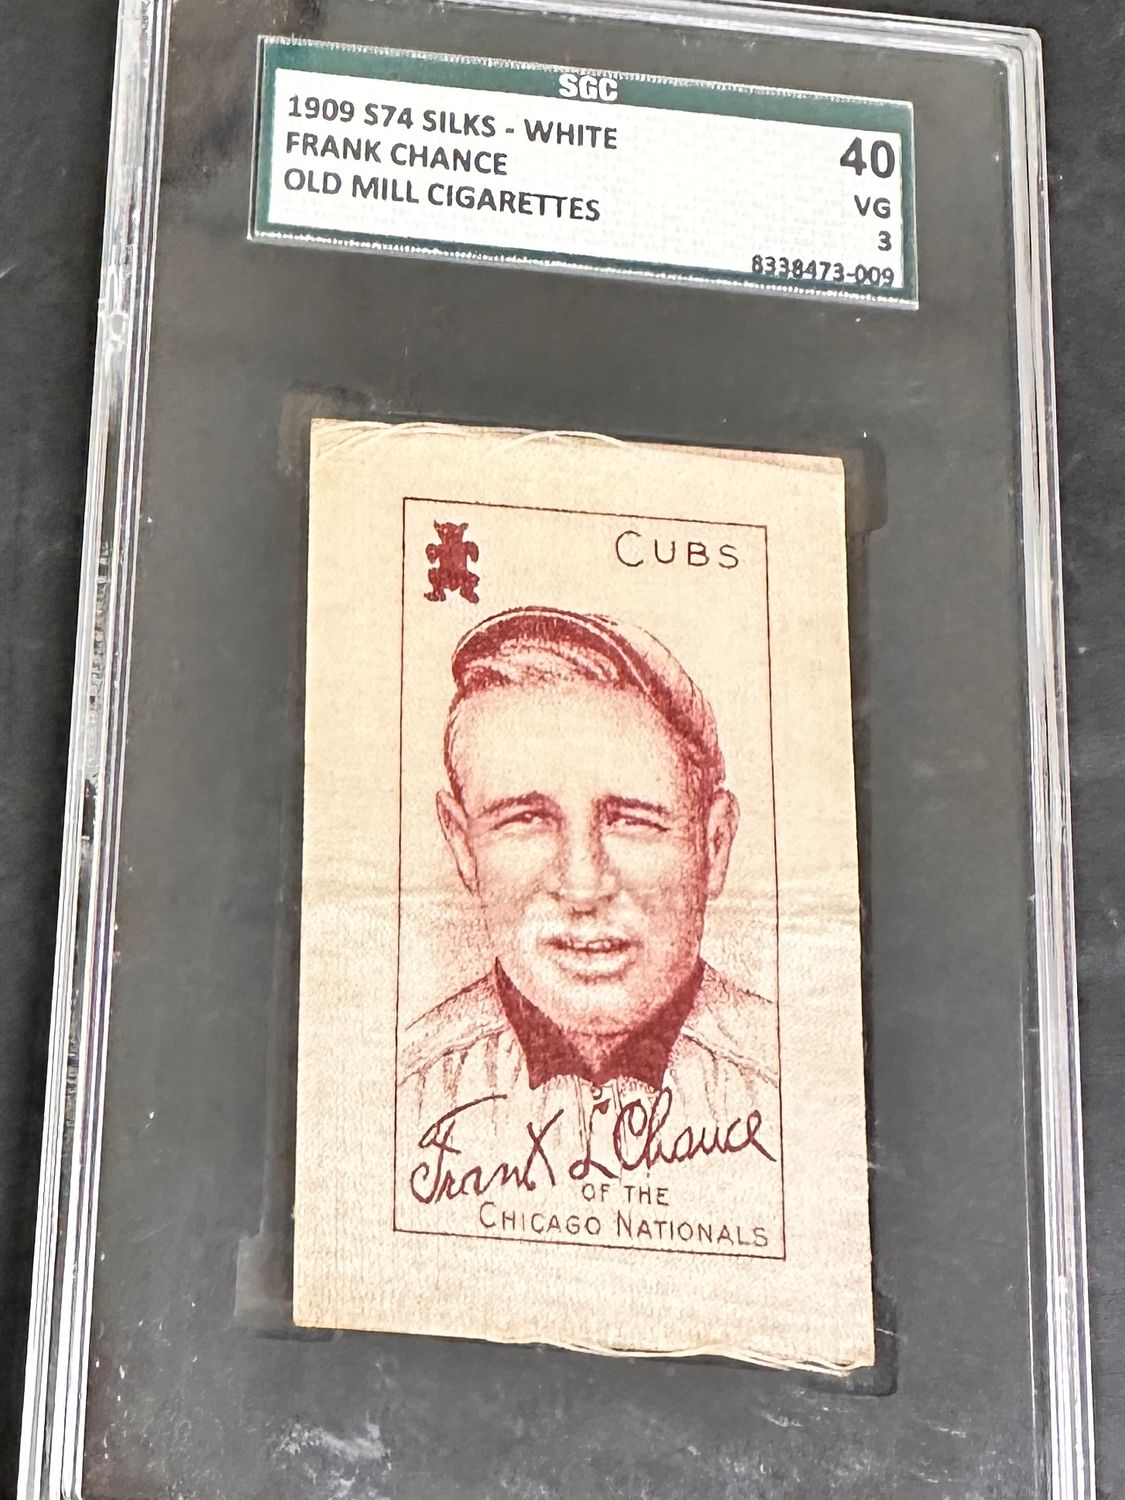 SGC
1909 S74 SILKS - WHITE
FRANK CHANCE
OLD MILL CIGARETTES
40
VG
3
8338473-009
CUBS
Frank L Chance
OF THE
CHICAGO NATIONALS